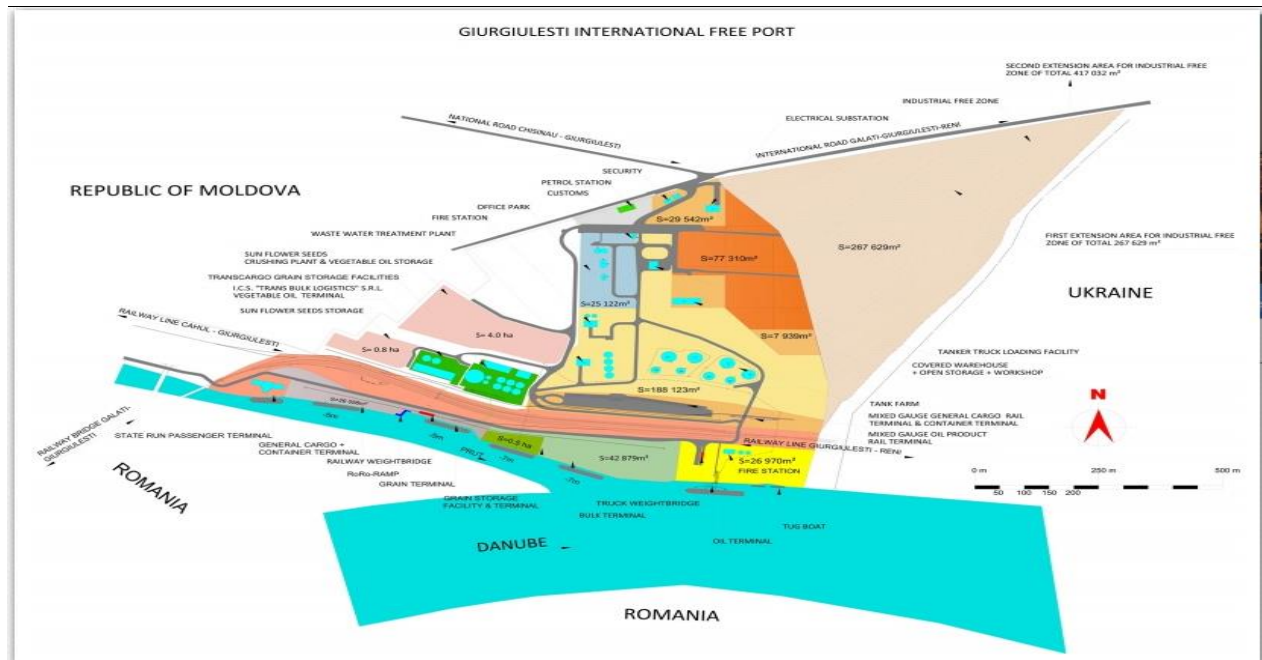 GIURGIULESTI INTERNATIONAL FREE PORT
SECOND EXTENSION AREA FOR INDUSTRIAL FREE
ZONE OF TOTAL 417 032 m²
INDUSTRIAL FREE ZONE
ELECTRICAL SUBSTATION
NATIONAL ROAD CHISINAU - GIURGIULESTI
INTERNATIONAL ROAD GALATI-GIURGIULESTI-RENI
SECURITY
PETROL STATION
CUSTOMS
REPUBLIC OF MOLDOVA
OFFICE PARK
FIRE STATION
S=29 542m²
WASTE WATER TREATMENT PLANT
FIRST EXTENSION AREA FOR INDUSTRIAL FREE
ZONE OF TOTAL 267 629 m²
S=267 629m²
SUN FLOWER SEEDS
CRUSHING PLANT & VEGETABLE OIL STORAGE
S=77 310m²
TRANSCARGO GRAIN STORAGE FACILITIES
I.C.S. "TRANS BULK LOGISTICS" S.R.L.
VEGETABLE OIL TERMINAL
UKRAINE
S=25 122m²
SUN FLOWER SEEDS STORAGE
RAILWAY LINE CAHUL - GIURGIULESTI
S= 4.0 ha
S=7 939m²
S= 0.8 ha
TANKER TRUCK LOADING FACILITY
COVERED WAREHOUSE
+ OPEN STORAGE + WORKSHOP
S=188 123m²
N
TANK FARM
MIXED GAUGE GENERAL CARGO RAIL
TERMINAL & CONTAINER TERMINAL
MIXED GAUGE OIL PRODUCT
RAIL TERMINAL
RAILWAY BRIDGE GALATI-
GIURGIULESTI
-5m
-5m
STATE RUN PASSENGER TERMINAL
GENERAL CARGO +
CONTAINER TERMINAL
RAILWAY LINE GIURGIULESTI - RENI
PRUT
-7m
S=42 879m²
S=26 970m²
FIRE STATION
RAILWAY WEIGHTBRIDGE
RoRo-RAMP
GRAIN TERMINAL
-7m
0 m
250 m
500 m
50 100 150 200
ROMANIA
GRAIN STORAGE
FACILITY & TERMINAL
TRUCK WEIGHTBRIDGE
BULK TERMINAL
TUG BOAT
OIL TERMINAL
DANUBE
ROMANIA